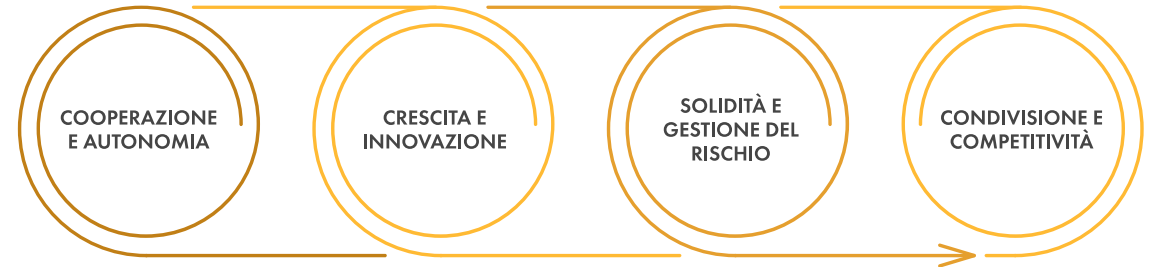 COOPERAZIONE
E AUTONOMIA
CRESCITA E
INNOVAZIONE
SOLIDITÀ E
GESTIONE DEL
RISCHIO
CONDIVISIONE E
COMPETITIVITÀ